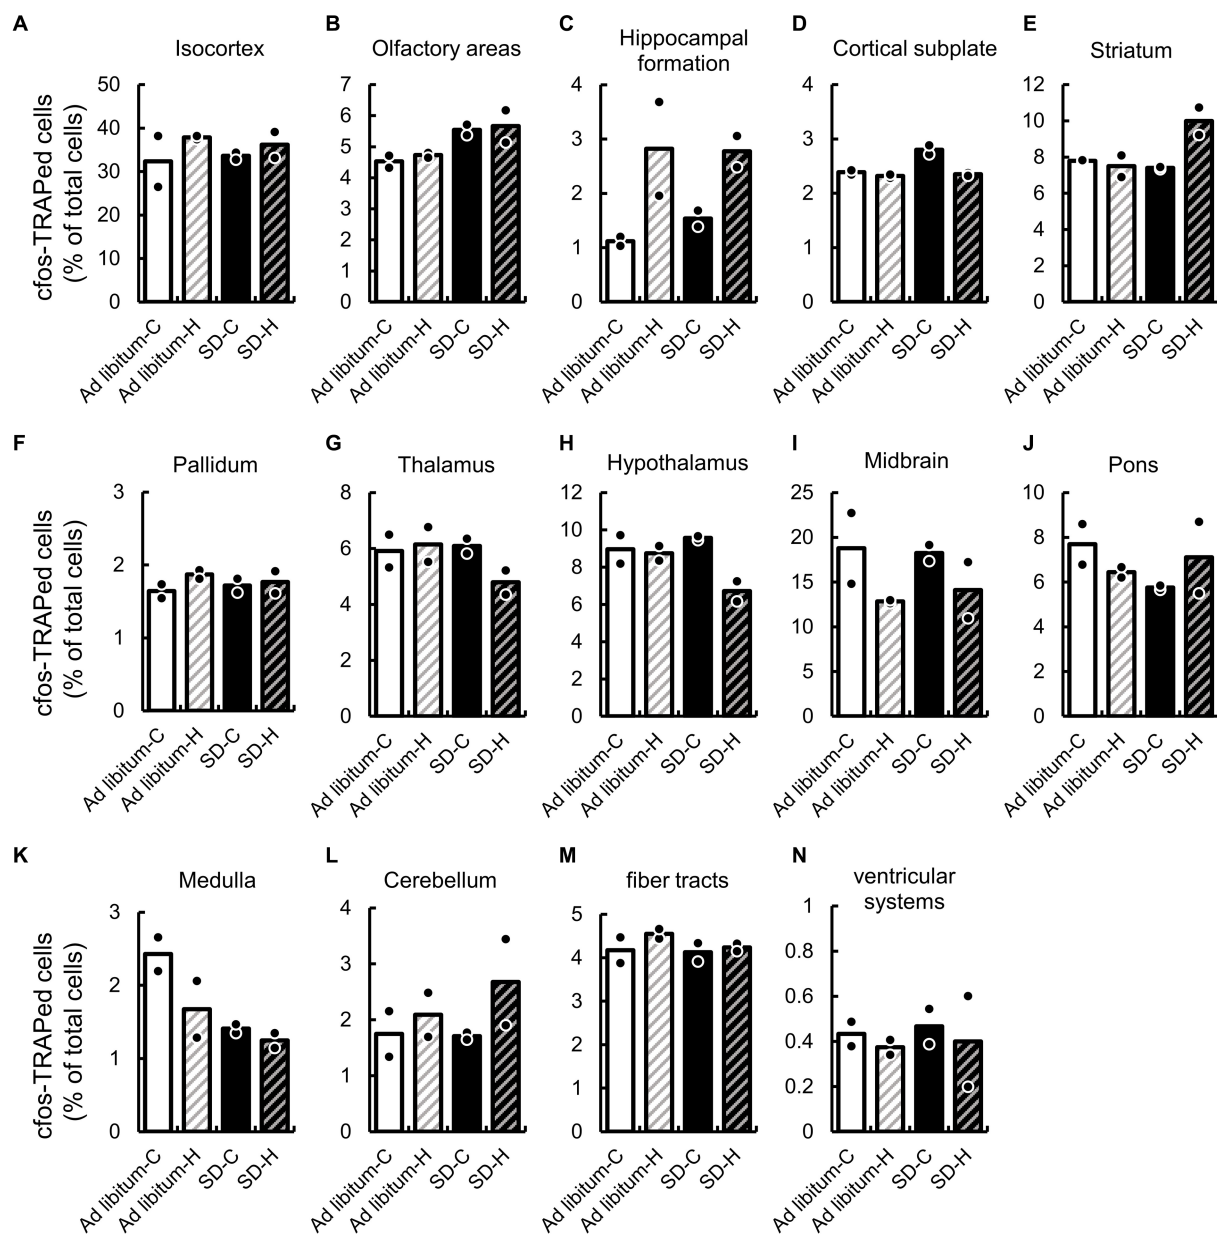 A B C D E
Isocortex Olfactory areas Hippocampal Cortical subplate Striatum
formation
cfos-TRAPed cells
(% of total cells)
50 7 4 4 12
40 6 3 3 10
30 5 2 2 8
20 4 1 1 6
10 3 0 0 4
0 2 2
1 0
0
Ad libitum-C Ad libitum-H SD-C SD-H Ad libitum-C Ad libitum-H SD-C SD-H Ad libitum-C Ad libitum-H SD-C SD-H Ad libitum-C Ad libitum-H SD-C SD-H Ad libitum-C Ad libitum-H SD-C SD-H
F G H I J
Pallidum Thalamus Hypothalamus Midbrain Pons
cfos-TRAPed cells
(% of total cells)
3 8 12 25 10
2 6 10 20 8
1 4 8 15 6
0 2 6 10 4
0 4 5 2
2 0 0
0
Ad libitum-C Ad libitum-H SD-C SD-H Ad libitum-C Ad libitum-H SD-C SD-H Ad libitum-C Ad libitum-H SD-C SD-H Ad libitum-C Ad libitum-H SD-C SD-H Ad libitum-C Ad libitum-H SD-C SD-H
K L M N
Medulla Cerebellum fiber tracts ventricular
systems
cfos-TRAPed cells
(% of total cells)
3 4 5 1
2 3 4 0.8
1 2 3 0.6
0 1 2 0.4
0 1 0.2
0 0
Ad libitum-C Ad libitum-H SD-C SD-H Ad libitum-C Ad libitum-H SD-C SD-H Ad libitum-C Ad libitum-H SD-C SD-H Ad libitum-C Ad libitum-H SD-C SD-H